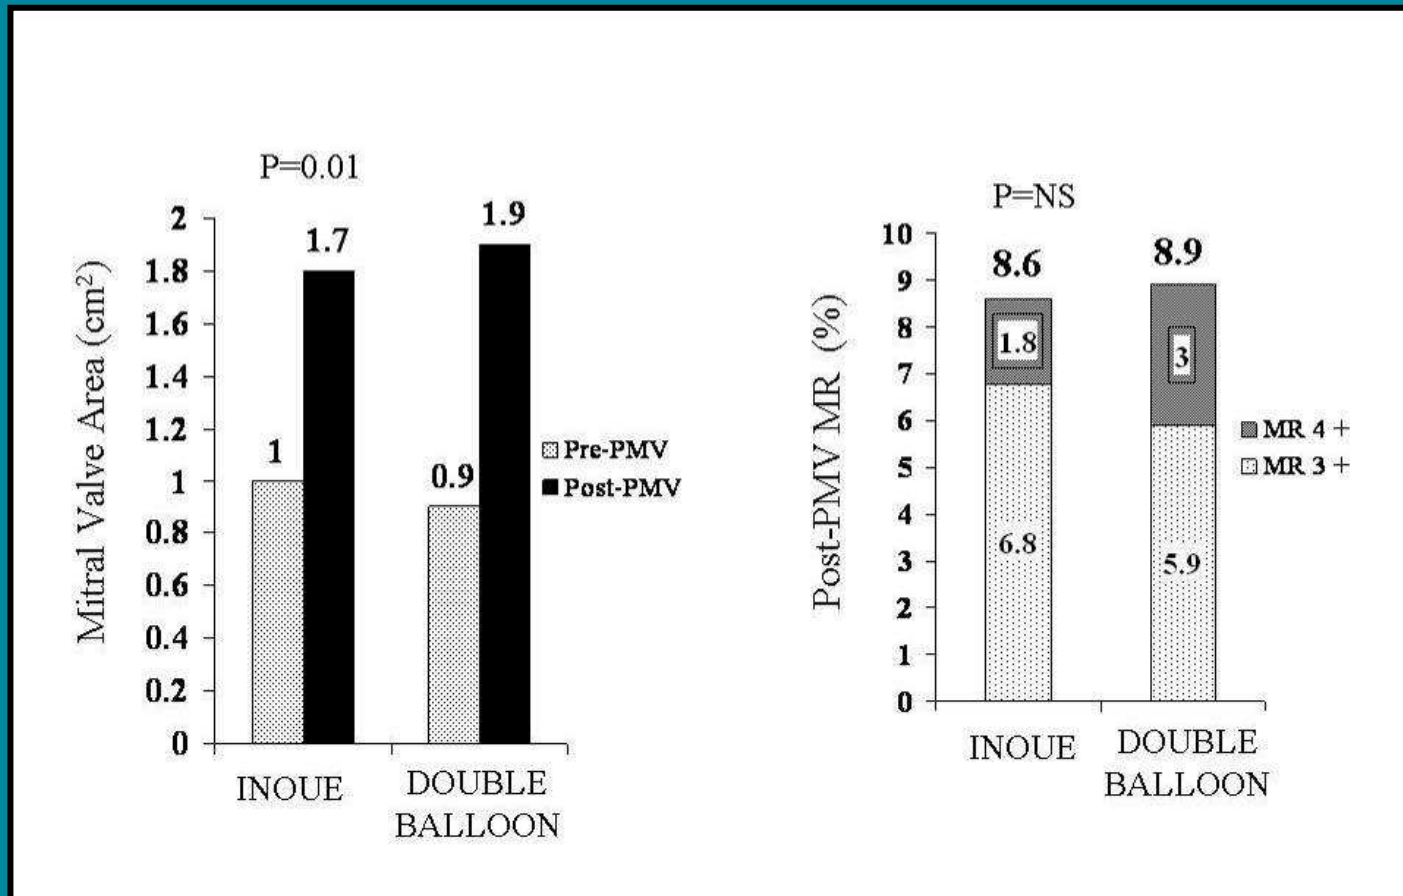 P=0.01
Mitral Valve Area (cm²)
2
1.8
1.6
1.4
1.2
1
0.8
0.6
0.4
0.2
0
1
1.7
0.9
1.9
Pre-PMV
Post-PMV
INOUE
DOUBLE
BALLOON
P=NS
Post-PMV MR (%)
10
9
8
7
6
5
4
3
2
1
0
8.6
1.8
6.8
8.9
3
5.9
MR 4 +
MR 3 +
INOUE
DOUBLE
BALLOON